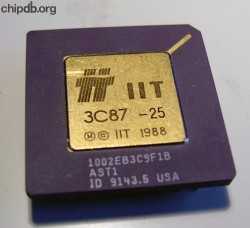 chipdb.org
IIT
3C87 -25
Ⓜ © IIT 1988
1002EB3C9F1B
AST1
ID 9143.5 USA